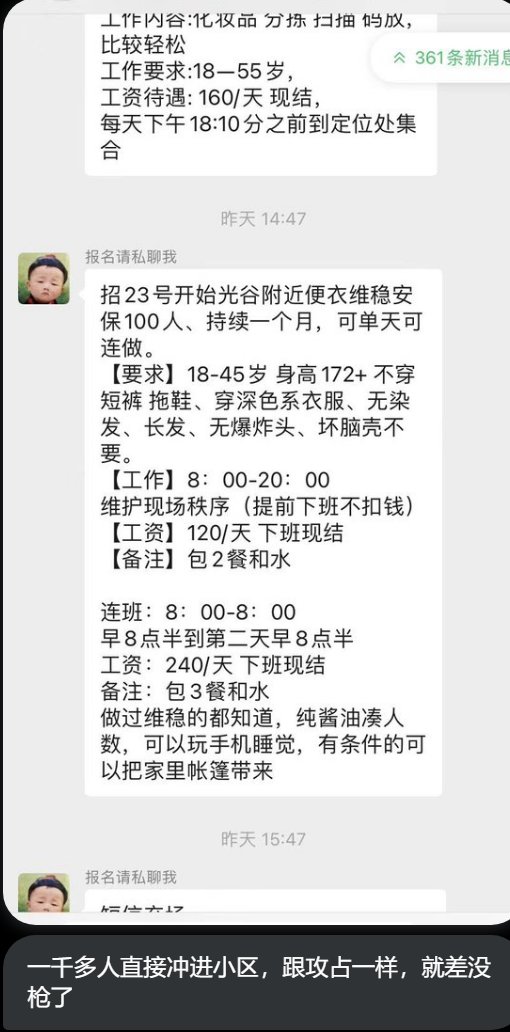 工作内容:化妆品 分拣 扫描 码放，
比较轻松
361条新消息
工作要求:18—55岁，
工资待遇: 160/天 现结，
每天下午18:10分之前到定位处集
合
昨天 14:47
报名请私聊我
招23号开始光谷附近便衣维稳安
保100人、持续一个月，可单天可
连做。
【要求】18-45岁 身高172+ 不穿
短裤 拖鞋、穿深色系衣服、无染
发、长发、无爆炸头、坏脑壳不
要。
【工作】8：00-20：00
维护现场秩序（提前下班不扣钱）
【工资】120/天 下班现结
【备注】包2餐和水
连班：8：00-8：00
早8点半到第二天早8点半
工资：240/天 下班现结
备注：包3餐和水
做过维稳的都知道，纯酱油凑人
数，可以玩手机睡觉，有条件的可
以把家里帐篷带来
昨天 15:47
报名请私聊我
一千多人直接冲进小区，跟攻占一样，就差没
枪了